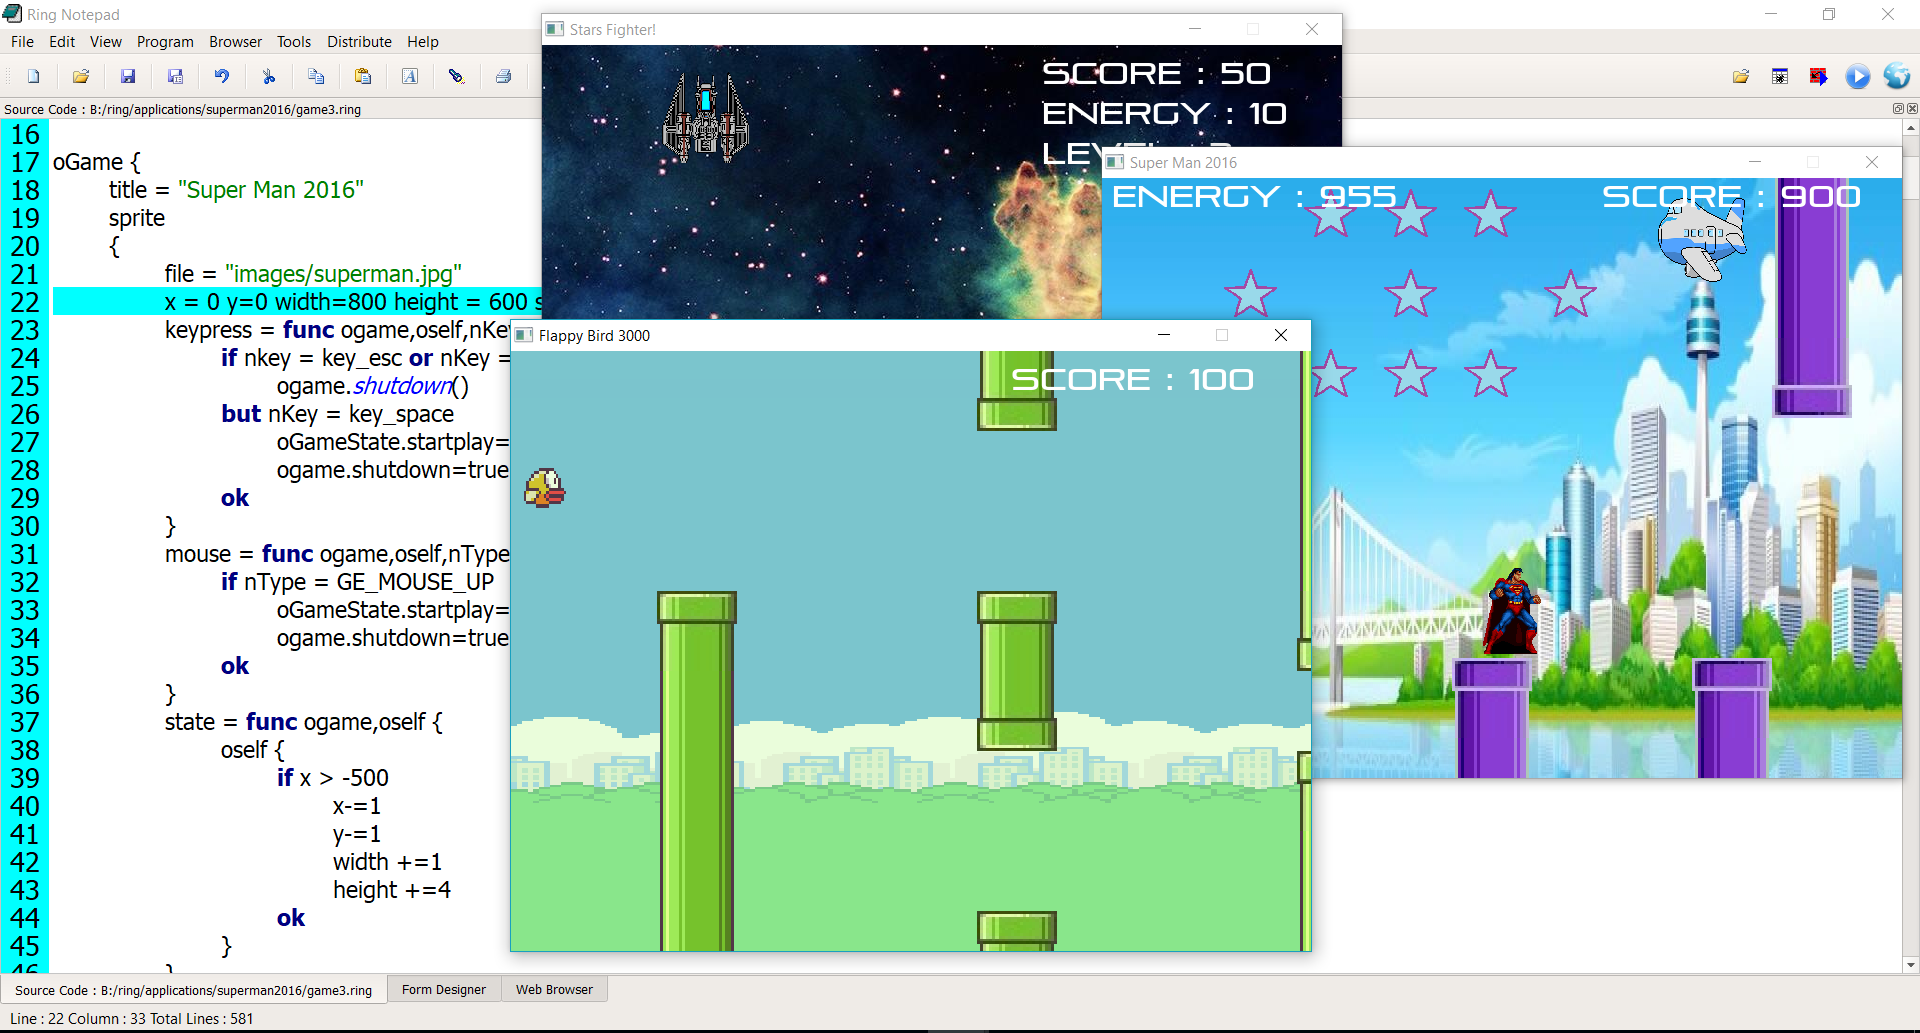 Ring Notepad
File Edit View Program Browser Tools Distribute Help
Source Code : B:/ring/applications/superman2016/game3.ring
16
17 oGame {
18 title = "Super Man 2016"
19 sprite
20 {
21 file = "images/superman.jpg"
22 x = 0 y=0 width=800 height = 600 s
23 keypress = func ogame,oself,nKey
24 if nkey = key_esc or nKey =
25 ogame.shutdown()
26 but nKey = key_space
27 oGameState.startplay=
28 ogame.shutdown=true
29 ok
30 }
31 mouse = func ogame,oself,nType
32 if nType = GE_MOUSE_UP
33 oGameState.startplay=
34 ogame.shutdown=true
35 ok
36 }
37 state = func ogame,oself {
38 oself {
39 if x > -500
40 x-=1
41 y-=1
42 width +=1
43 height +=4
44 ok
45 }
46 }
Stars Fighter!
SCORE : 50
ENERGY : 10
Super Man 2016
ENERGY : 955 SCORE : 900
Flappy Bird 3000
SCORE : 100
Source Code : B:/ring/applications/superman2016/game3.ring Form Designer Web Browser
Line : 22 Column : 33 Total Lines : 581